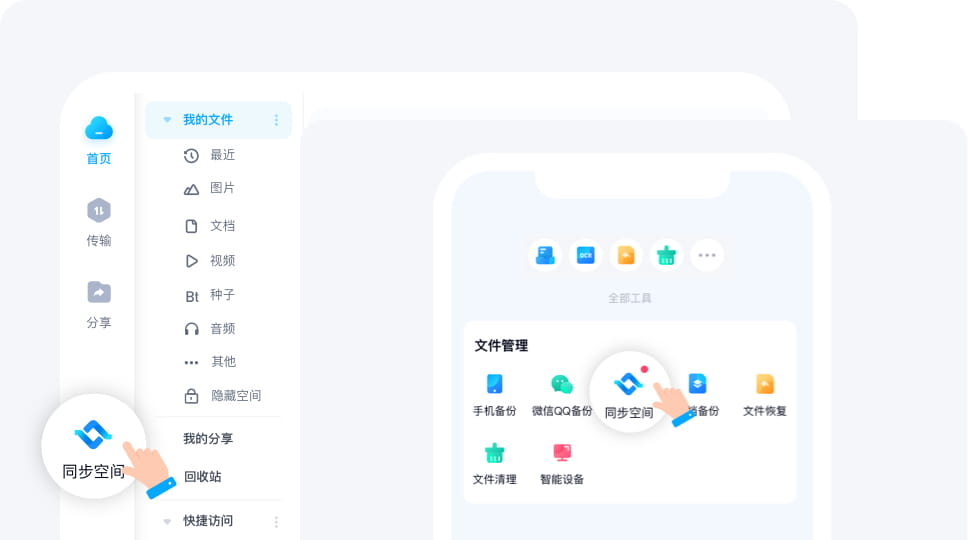 首页
传输
分享
同步空间
我的文件
最近
图片
文档
视频
Bt 种子
音频
其他
隐藏空间
我的分享
回收站
快捷访问
OCR
全部工具
文件管理
手机备份
微信QQ备份
同步空间
备份
文件恢复
文件清理
智能设备